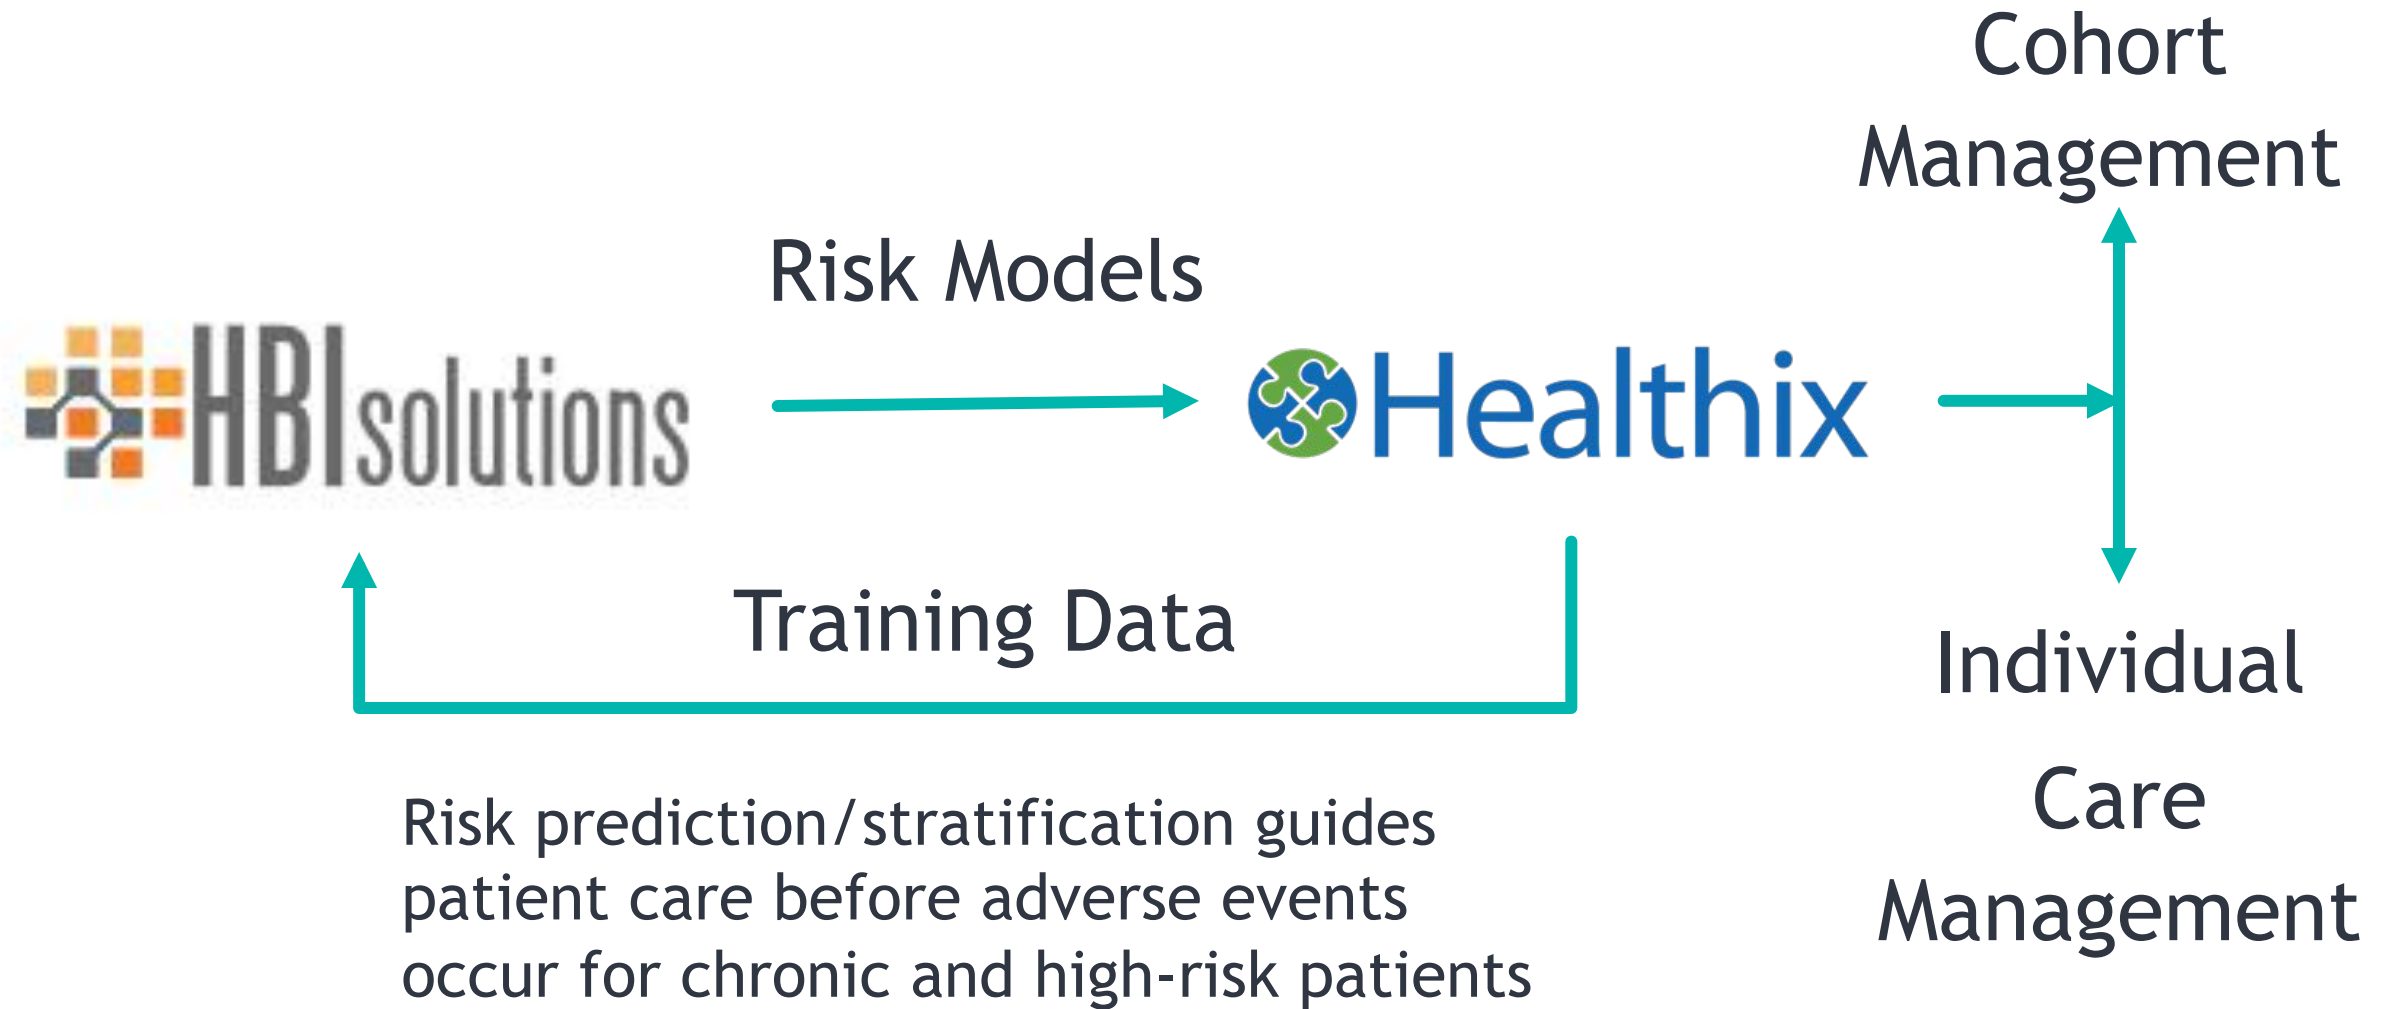 Cohort
Management
Risk Models
HBIsolutions
Healthix
Training Data
Individual
Care
Management
Risk prediction/stratification guides
patient care before adverse events
occur for chronic and high-risk patients